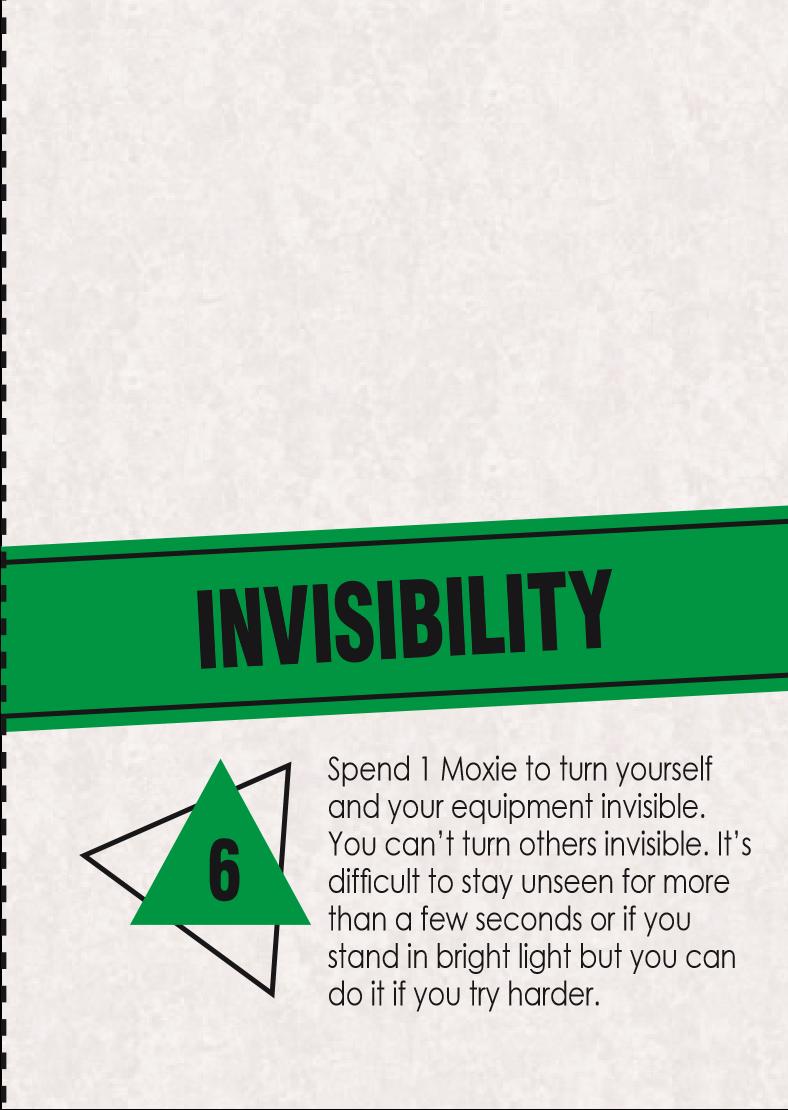 INVISIBILITY
6
Spend 1 Moxie to turn yourself
and your equipment invisible.
You can’t turn others invisible. It’s
difficult to stay unseen for more
than a few seconds or if you
stand in bright light but you can
do it if you try harder.